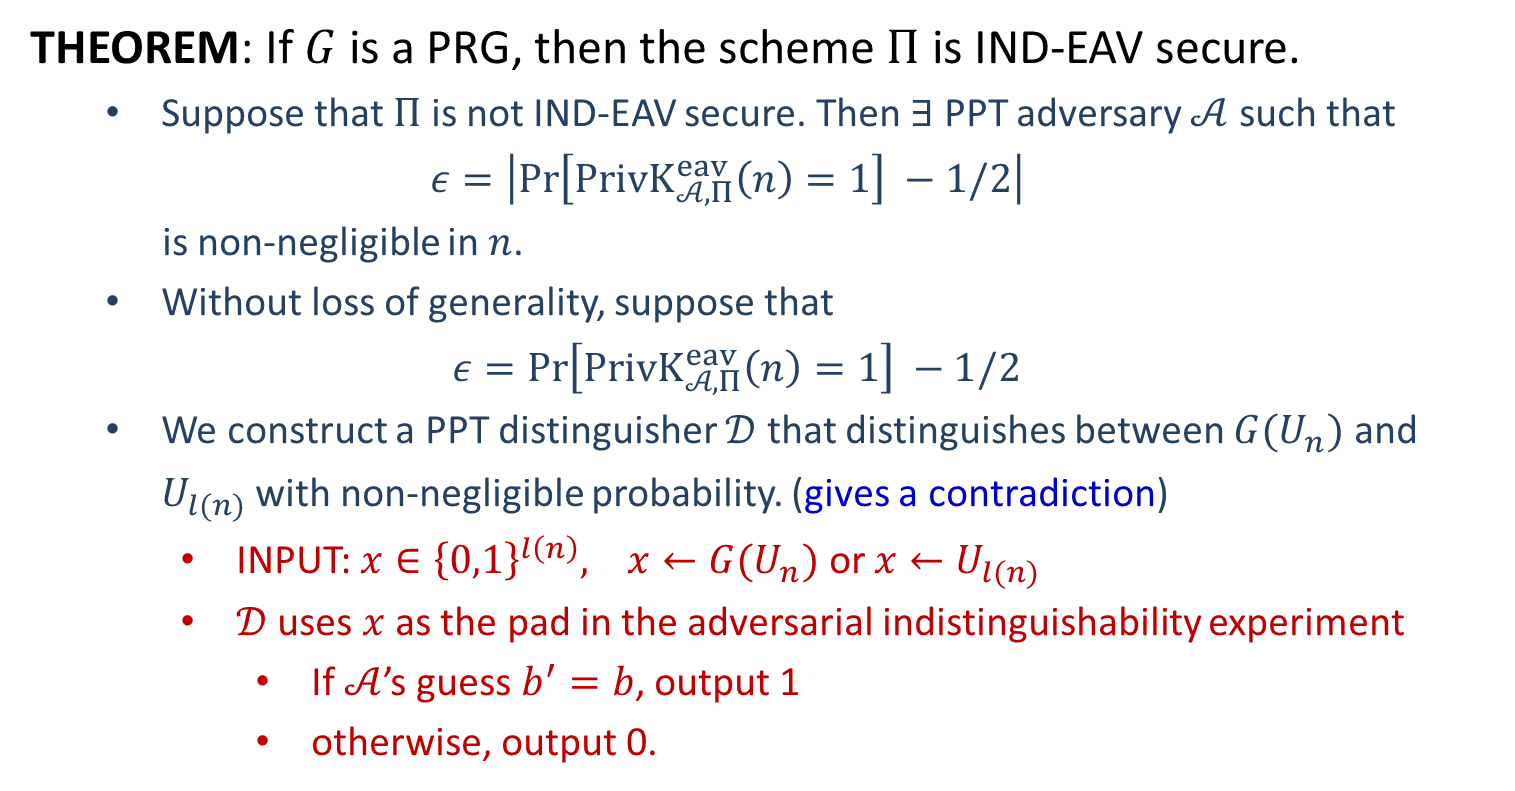 THEOREM: If 𝐺 is a PRG, then the scheme Π is IND-EAV secure.
• Suppose that Π is not IND-EAV secure. Then ∃ PPT adversary 𝒜 such that
𝜖 = |Pr[PrivK^eav_𝒜,Π(𝑛) = 1] − 1/2|
is non-negligible in 𝑛.
• Without loss of generality, suppose that
𝜖 = Pr[PrivK^eav_𝒜,Π(𝑛) = 1] − 1/2
• We construct a PPT distinguisher 𝒟 that distinguishes between 𝐺(𝑈_𝑛) and
𝑈_𝑙(𝑛) with non-negligible probability. (gives a contradiction)
• INPUT: 𝑥 ∈ {0,1}^𝑙(𝑛), 𝑥 ← 𝐺(𝑈_𝑛) or 𝑥 ← 𝑈_𝑙(𝑛)
• 𝒟 uses 𝑥 as the pad in the adversarial indistinguishability experiment
• If 𝒜’s guess 𝑏′ = 𝑏, output 1
• otherwise, output 0.